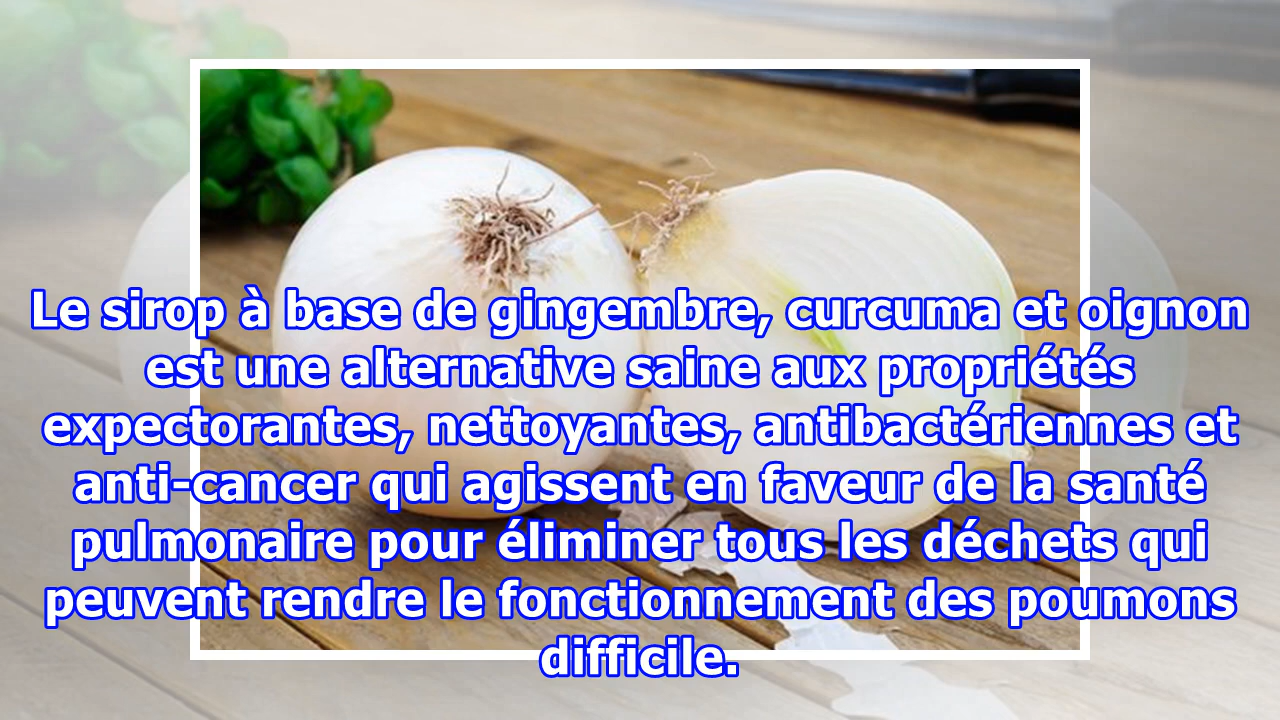 Le sirop à base de gingembre, curcuma et oignon
est une alternative saine aux propriétés
expectorantes, nettoyantes, antibactériennes et
anti-cancer qui agissent en faveur de la santé
pulmonaire pour éliminer tous les déchets qui
peuvent rendre le fonctionnement des poumons
difficile.